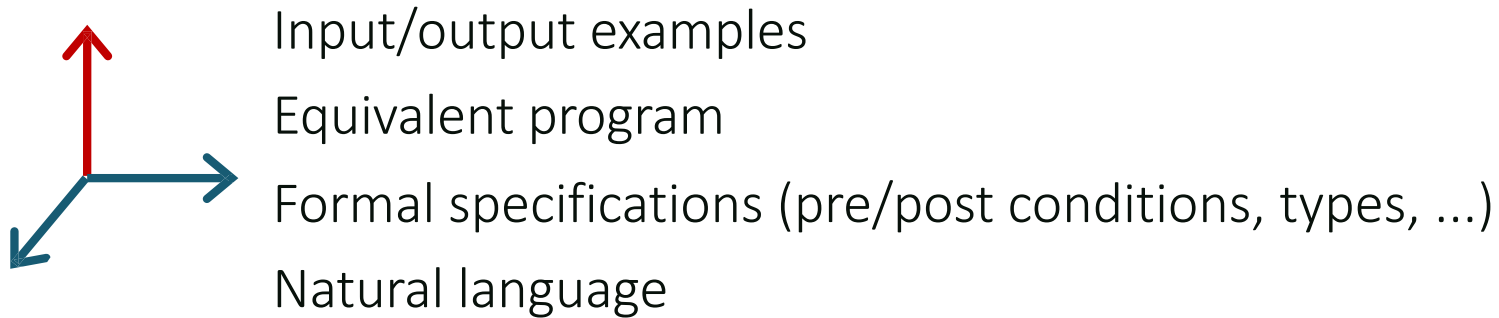 Input/output examples
Equivalent program
Formal specifications (pre/post conditions, types, ...)
Natural language